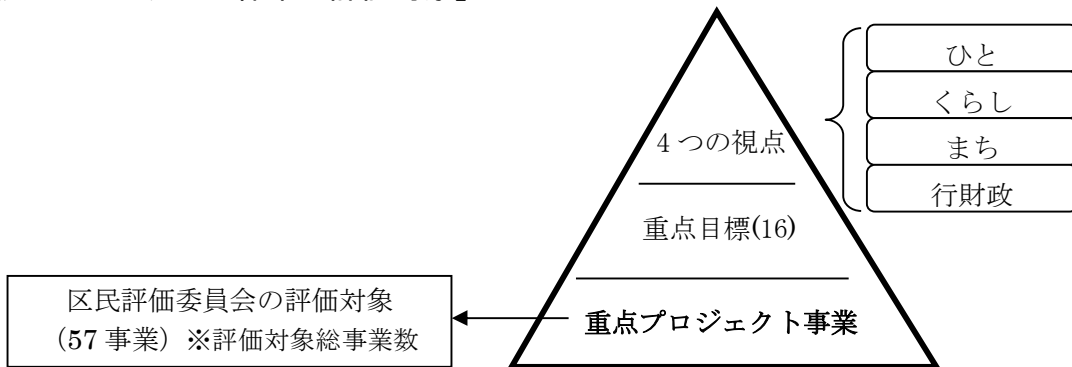 ひと
くらし
まち
行財政
4つの視点
重点目標(16)
重点プロジェクト事業
区民評価委員会の評価対象
(57 事業) ※評価対象総事業数